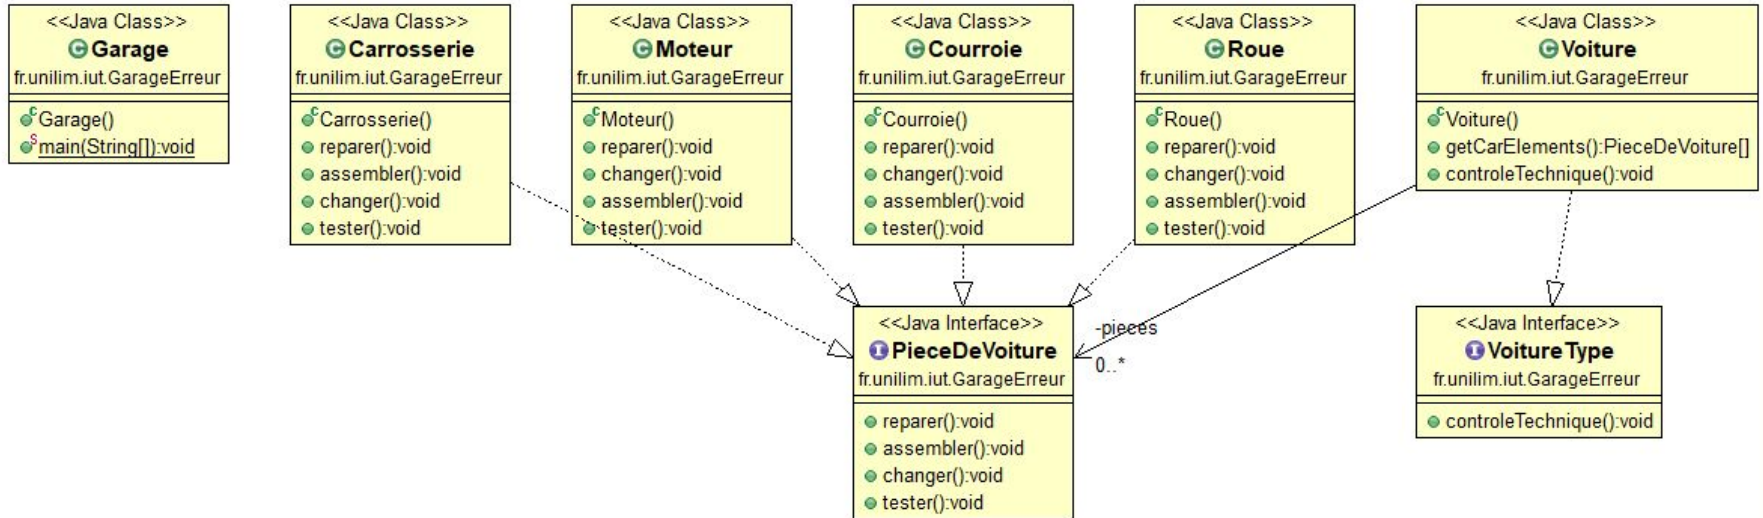 <<Java Class>>
Garage
fr.unilim.iut.GarageErreur
Garage()
main(String[]):void
<<Java Class>>
Carrosserie
fr.unilim.iut.GarageErreur
Carrosserie()
reparer():void
assembler():void
changer():void
tester():void
<<Java Class>>
Moteur
fr.unilim.iut.GarageErreur
Moteur()
reparer():void
changer():void
assembler():void
tester():void
<<Java Class>>
Courroie
fr.unilim.iut.GarageErreur
Courroie()
reparer():void
changer():void
assembler():void
tester():void
<<Java Class>>
Roue
fr.unilim.iut.GarageErreur
Roue()
reparer():void
changer():void
assembler():void
tester():void
<<Java Class>>
Voiture
fr.unilim.iut.GarageErreur
Voiture()
getCarElements():PieceDeVoiture[]
controleTechnique():void
<<Java Interface>>
PieceDeVoiture
fr.unilim.iut.GarageErreur
reparer():void
assembler():void
changer():void
tester():void
-pieces
0..*
<<Java Interface>>
VoitureType
fr.unilim.iut.GarageErreur
controleTechnique():void